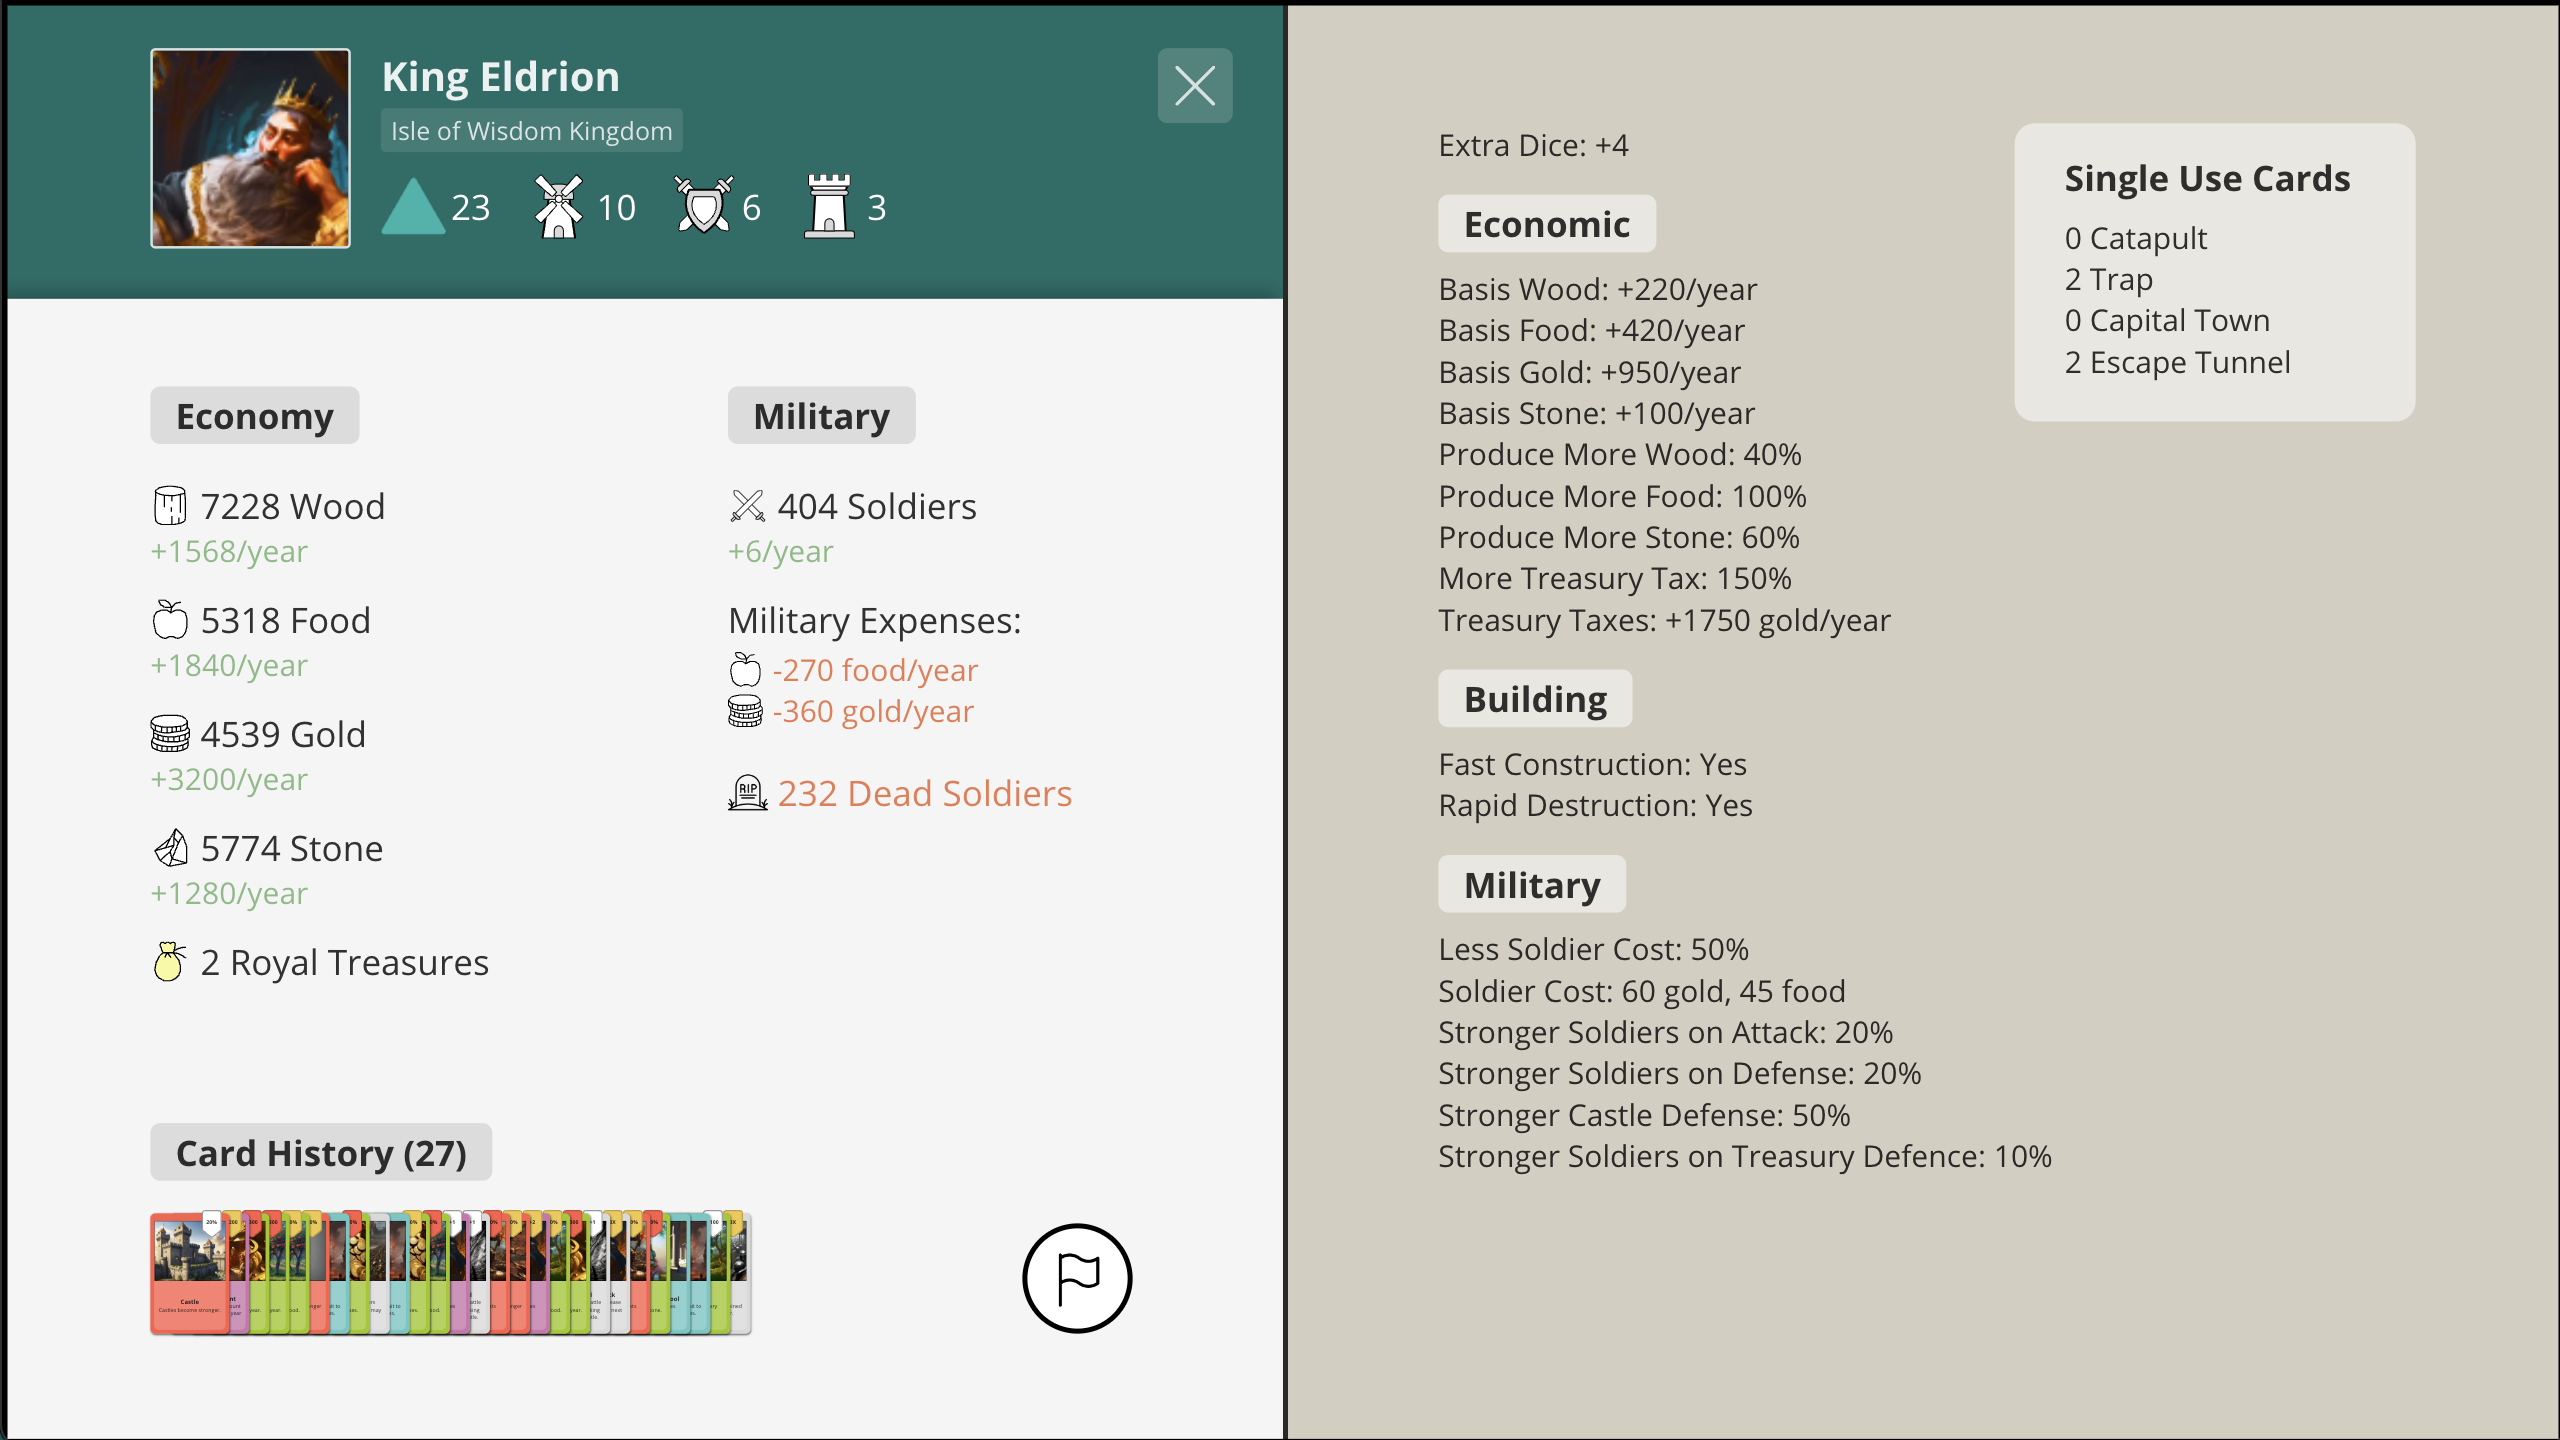 King Eldrion
Isle of Wisdom Kingdom
23
10
6
3
Economy
7228 Wood
+1568/year
5318 Food
+1840/year
4539 Gold
+3200/year
5774 Stone
+1280/year
2 Royal Treasures
Military
404 Soldiers
+6/year
Military Expenses:
-270 food/year
-360 gold/year
RIP
232 Dead Soldiers
Card History (27)
20%
Castle
Castles become stronger.
Extra Dice: +4
Economic
Basis Wood: +220/year
Basis Food: +420/year
Basis Gold: +950/year
Basis Stone: +100/year
Produce More Wood: 40%
Produce More Food: 100%
Produce More Stone: 60%
More Treasury Tax: 150%
Treasury Taxes: +1750 gold/year
Building
Fast Construction: Yes
Rapid Destruction: Yes
Military
Less Soldier Cost: 50%
Soldier Cost: 60 gold, 45 food
Stronger Soldiers on Attack: 20%
Stronger Soldiers on Defense: 20%
Stronger Castle Defense: 50%
Stronger Soldiers on Treasury Defence: 10%
Single Use Cards
0 Catapult
2 Trap
0 Capital Town
2 Escape Tunnel